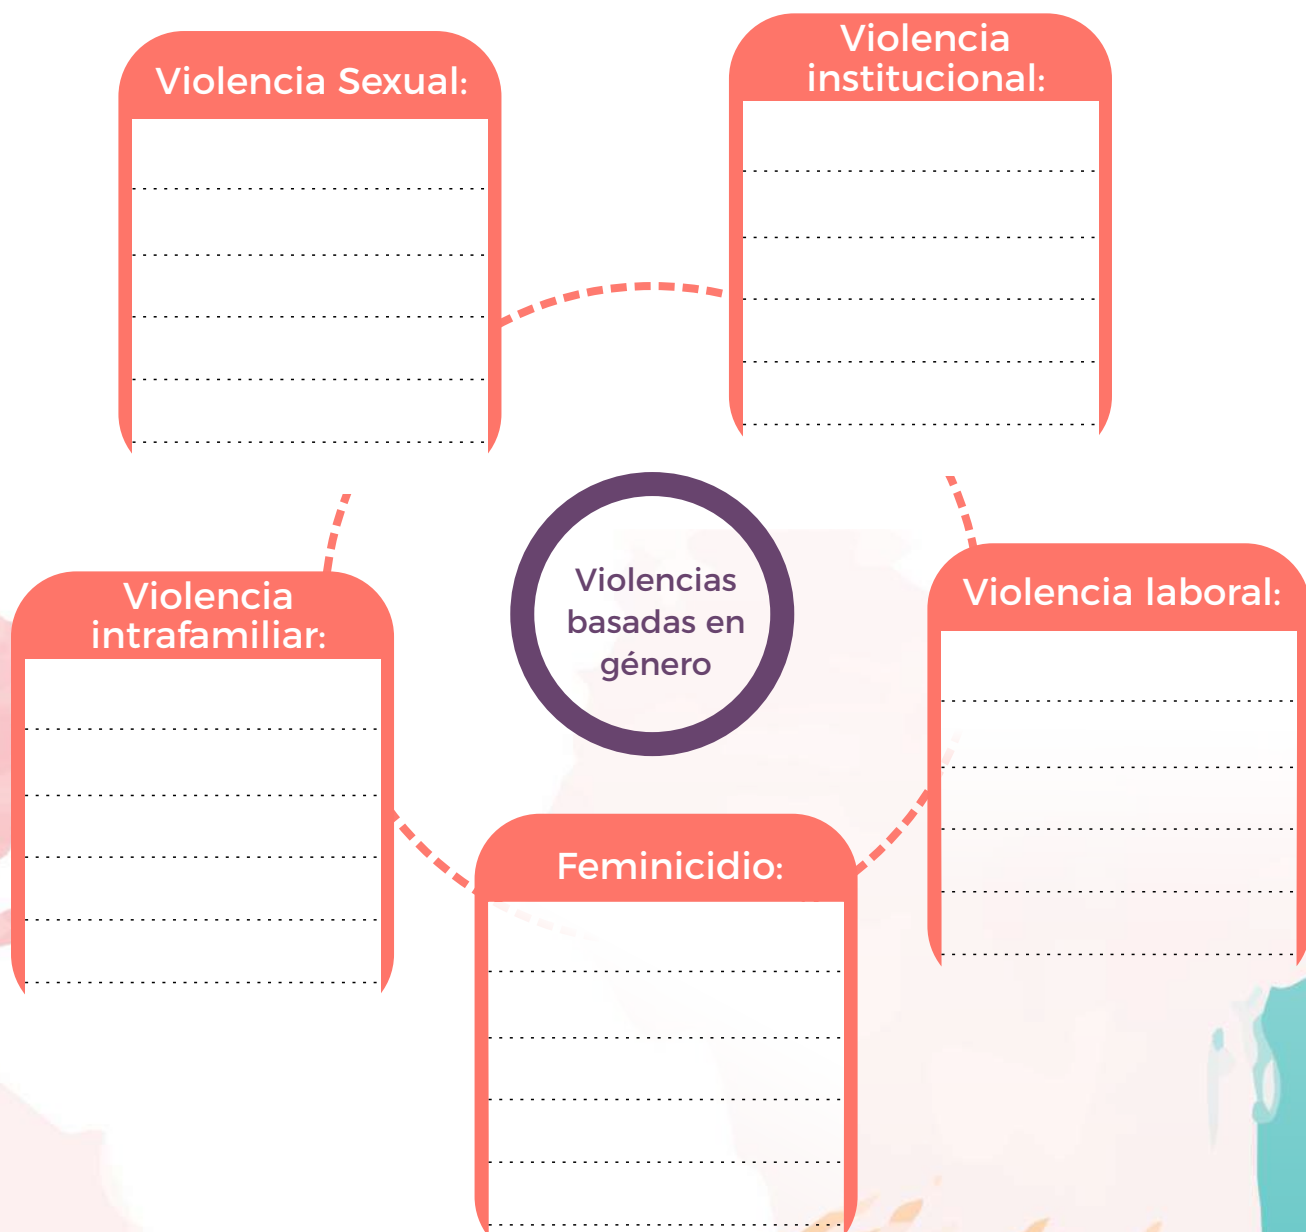 Violencia Sexual:
Violencia
institucional:
Violencias
basadas en
género
Violencia
intrafamiliar:
Violencia laboral:
Feminicidio: